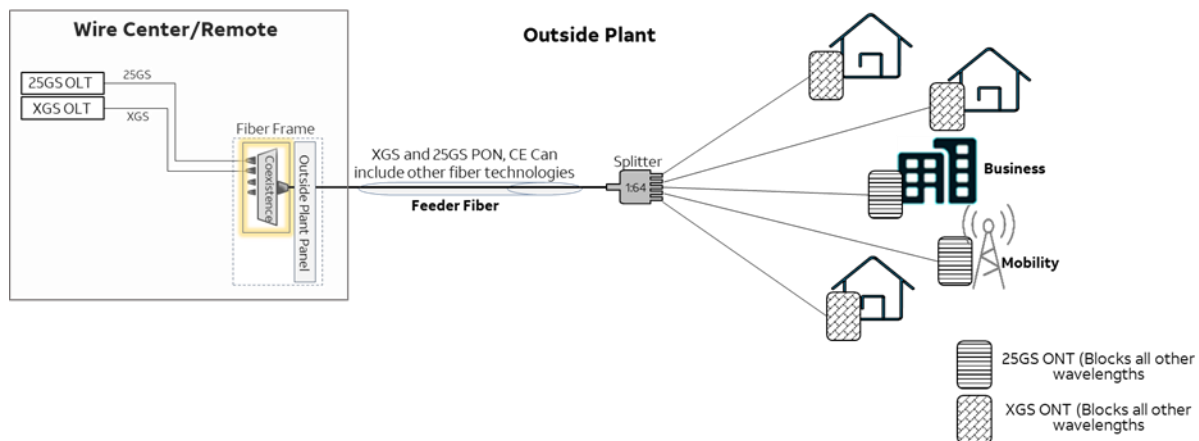 Wire Center/Remote
Outside Plant
25GS OLT
25GS
XGS OLT
XGS
Fiber Frame
Coexistence
Outside Plant Panel
XGS and 25GS PON, CE Can
include other fiber technologies
Feeder Fiber
Splitter
1:64
Business
Mobility
25GS ONT (Blocks all other
wavelengths
XGS ONT (Blocks all other
wavelengths